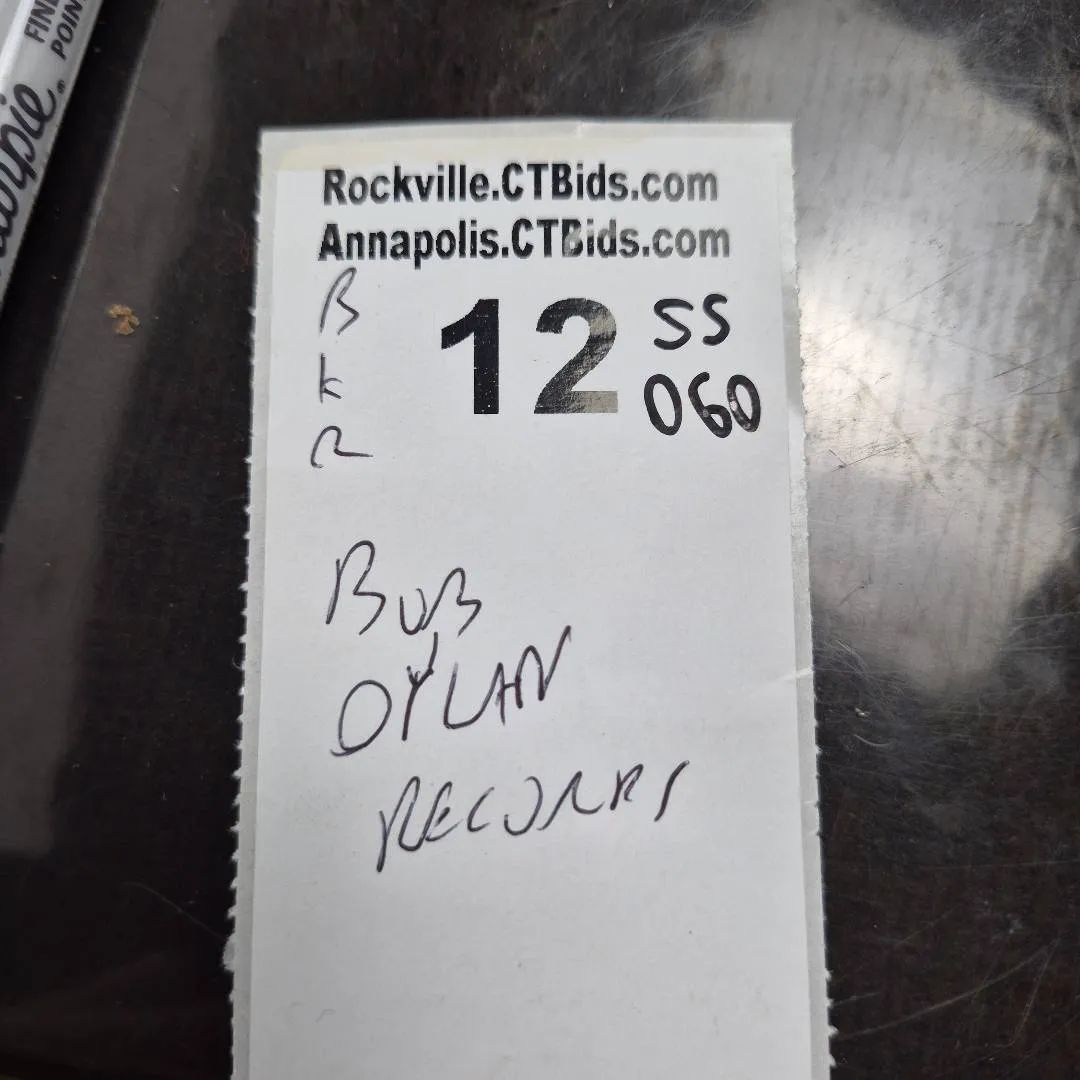 FINE
POINT
Sharpie®
Rockville.CTBids.com
Annapolis.CTBids.com
B
K
R
12 SS
060
BOB
DYLAN
RECORDS